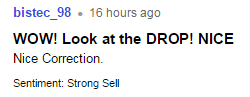 bistec_98 • 16 hours ago
WOW! Look at the DROP! NICE
Nice Correction.
Sentiment: Strong Sell